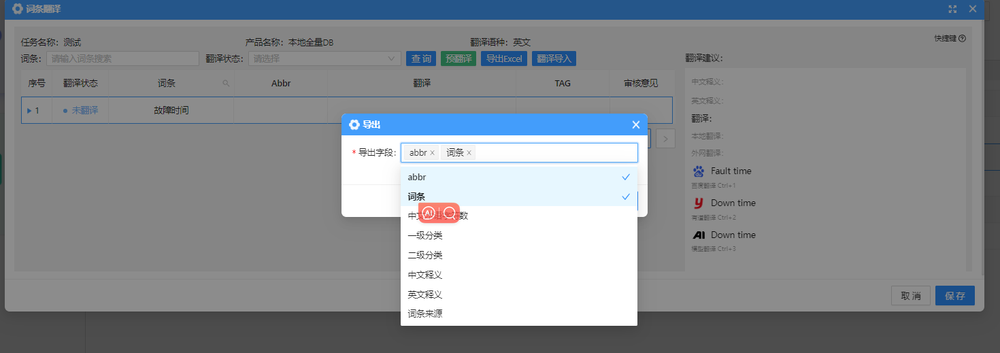 词条翻译
任务名称：测试 产品名称：本地全量DB 翻译语种：英文 快捷键
词条：请输入词条搜索 翻译状态：请选择 查 询 预翻译 导出Excel 翻译导入 翻译建议：
序号 翻译状态 词条 Abbr 翻译 TAG 审核意见
中文释义：
1 未翻译 故障时间
英文释义：
翻译：
本地翻译：
外网翻译：
Fault time
百度翻译 Ctrl+1
Down time
有道翻译 Ctrl+2
AI Down time
模型翻译 Ctrl+3
导出
* 导出字段： abbr 词条
abbr
词条
AI
一级分类
二级分类
中文释义
英文释义
词条来源
取 消 保 存